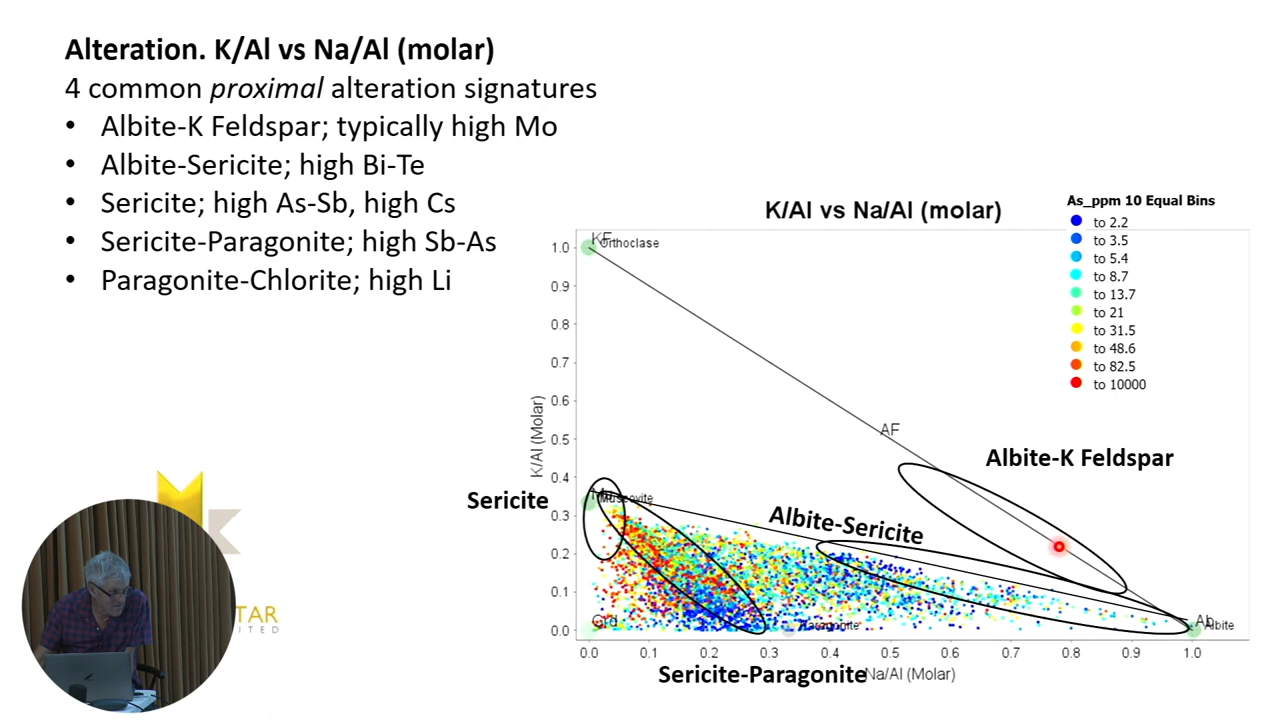 Alteration. K/Al vs Na/Al (molar)
4 common proximal alteration signatures
• Albite-K Feldspar; typically high Mo
• Albite-Sericite; high Bi-Te
• Sericite; high As-Sb, high Cs
• Sericite-Paragonite; high Sb-As
• Paragonite-Chlorite; high Li
K/Al vs Na/Al (molar)
As_ppm 10 Equal Bins
to 2.2
to 3.5
to 5.4
to 8.7
to 13.7
to 21
to 31.5
to 48.6
to 82.5
to 10000
KF
Orthoclase
1.0
0.9
0.8
0.7
0.6
0.5
0.4
0.3
0.2
0.1
0.0
K/Al (Molar)
AF
Albite-K Feldspar
Sericite
Muscovite
Albite-Sericite
Crd
Paragonite
Ab
Albite
0.0 0.1 0.2 0.3 0.4 0.5 0.6 0.7 0.8 0.9 1.0
Sericite-Paragonite
Na/Al (Molar)
TAR
ITED